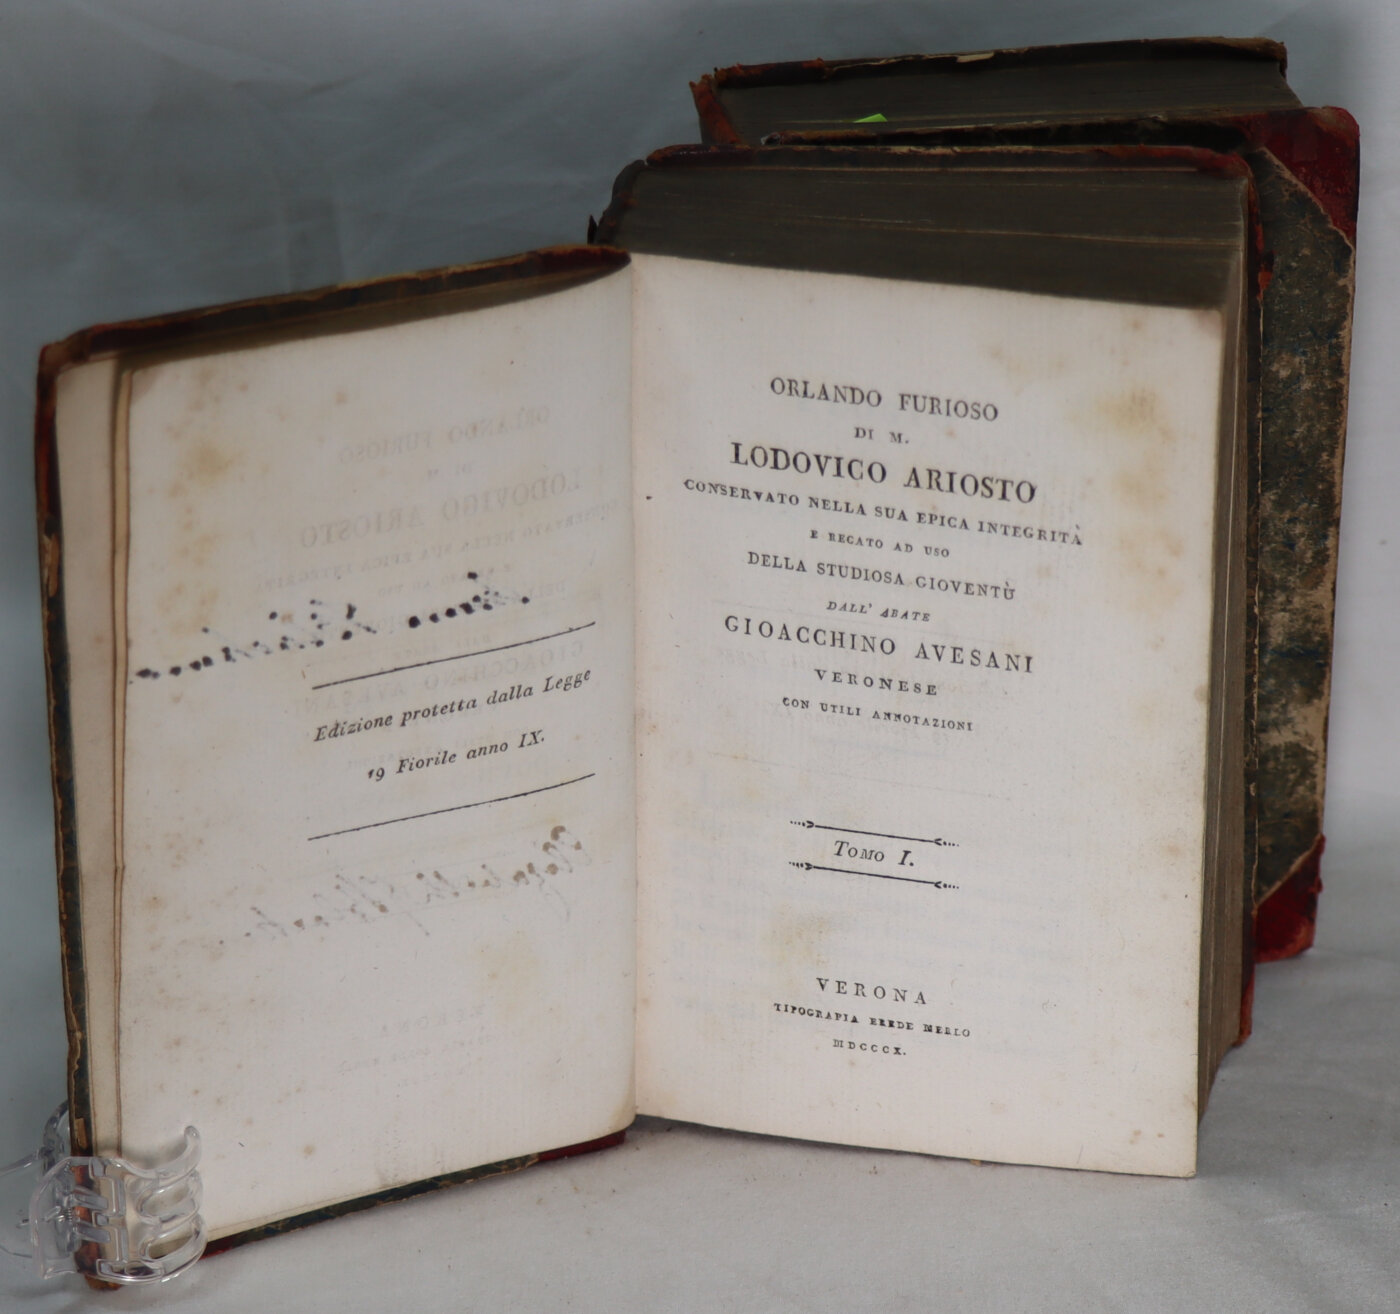 Edizione protetta dalla Legge
19 Fiorile anno IX.
ORLANDO FURIOSO
DI M.
LODOVICO ARIOSTO
CONSERVATO NELLA SUA EPICA INTEGRITÀ
E RECATO AD USO
DELLA STUDIOSA GIOVENTÙ
DALL' ABATE
GIOACCHINO AVESANI
VERONESE
CON UTILI ANNOTAZIONI
TOMO I.
VERONA
TIPOGRAFIA EREDE MERLO
MDCCCX.